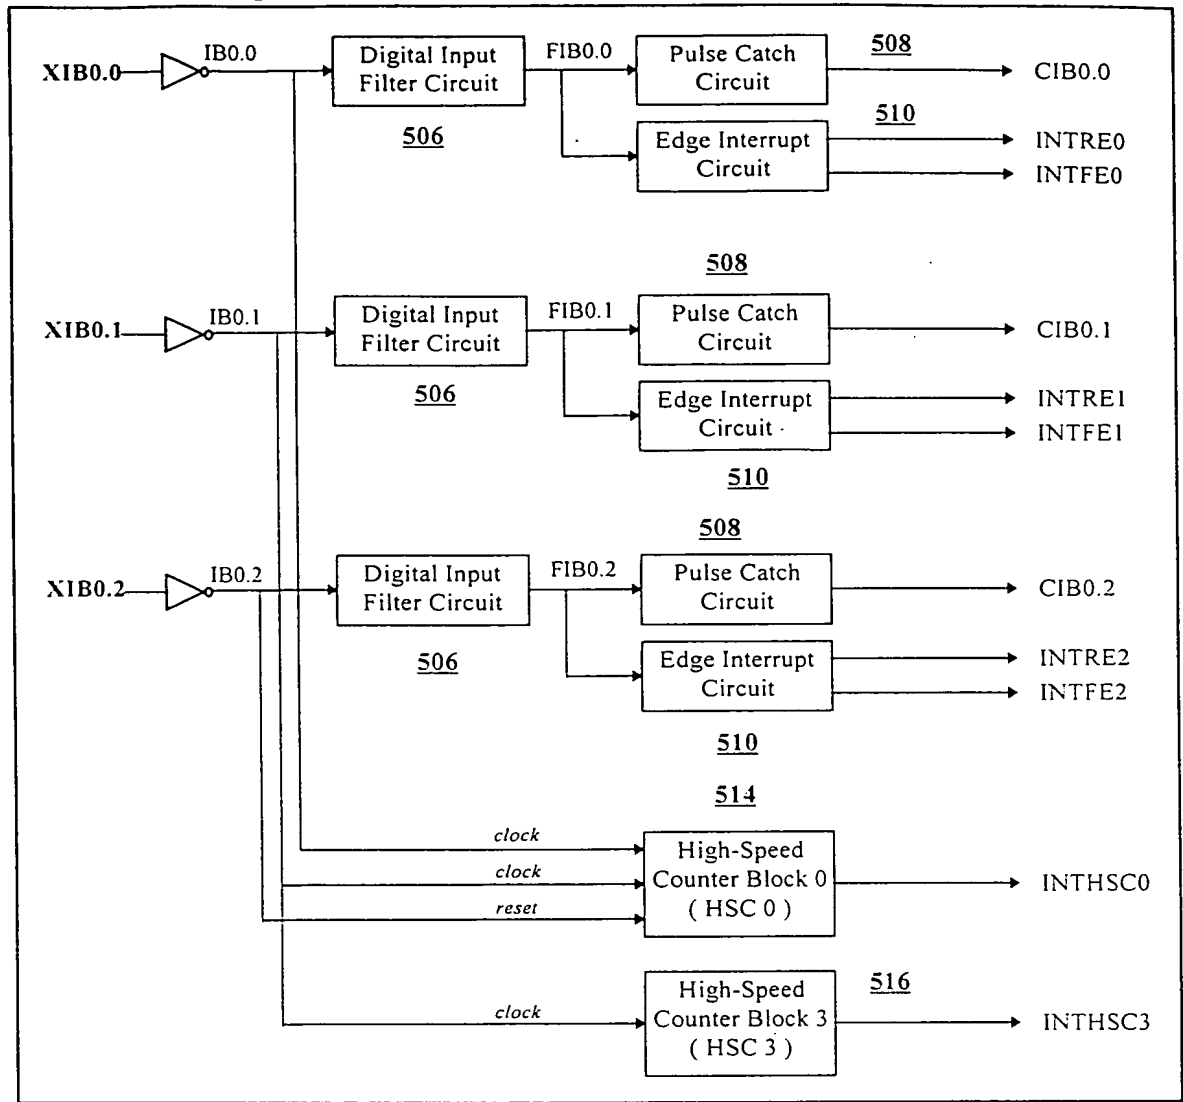 XIB0.0
IB0.0
Digital Input
Filter Circuit
506
FIB0.0
Pulse Catch
Circuit
508
CIB0.0
Edge Interrupt
Circuit
510
INTRE0
INTFE0
XIB0.1
IB0.1
Digital Input
Filter Circuit
506
FIB0.1
508
Pulse Catch
Circuit
CIB0.1
Edge Interrupt
Circuit
510
INTRE1
INTFE1
XIB0.2
IB0.2
Digital Input
Filter Circuit
506
FIB0.2
508
Pulse Catch
Circuit
CIB0.2
Edge Interrupt
Circuit
510
INTRE2
INTFE2
514
clock
clock
reset
High-Speed
Counter Block 0
( HSC 0 )
INTHSC0
clock
High-Speed
Counter Block 3
( HSC 3 )
516
INTHSC3